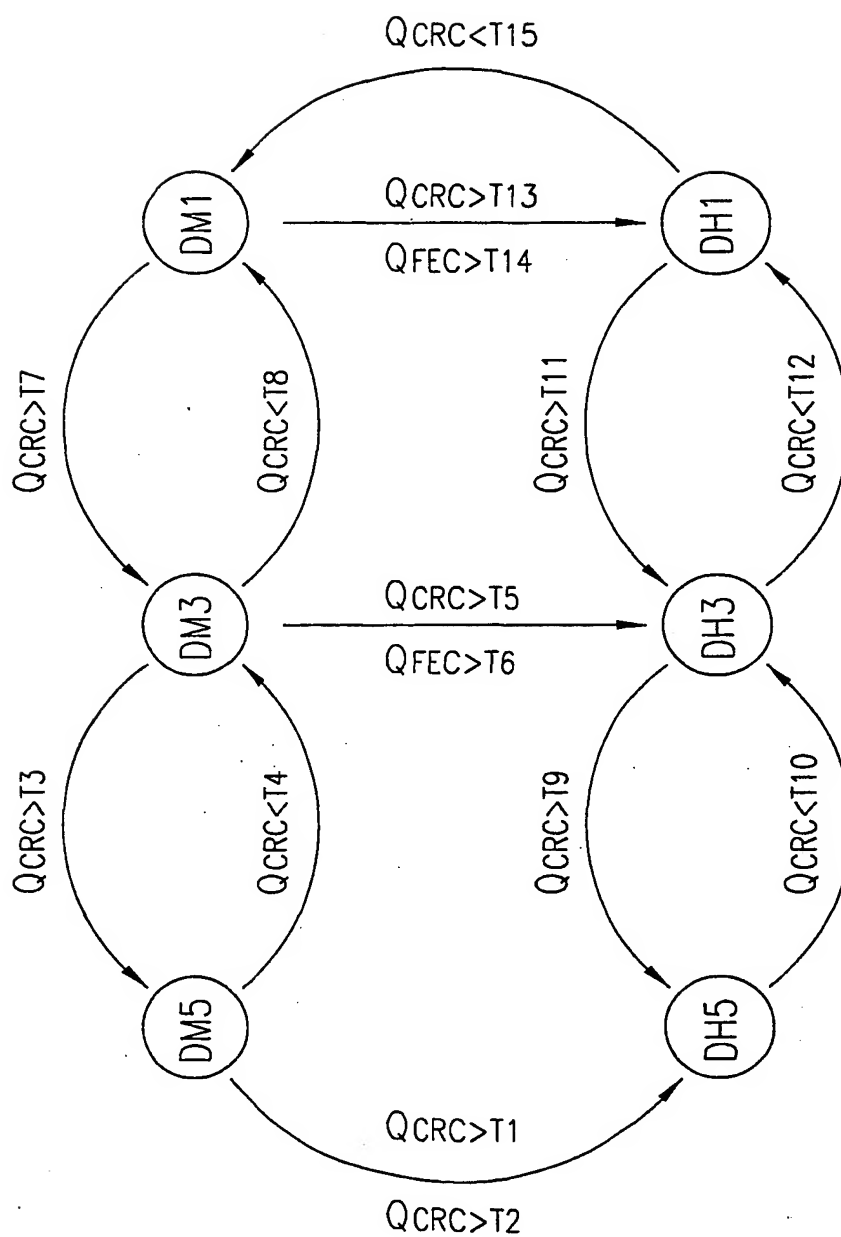 QCRC<T15
DM1
QCRC>T13
QFEC>T14
DH1
QCRC>T7
QCRC<T8
QCRC>T11
QCRC<T12
DM3
QCRC>T5
QFEC>T6
DH3
QCRC>T3
QCRC<T4
QCRC>T9
QCRC<T10
DM5
DH5
QCRC>T1
QCRC>T2